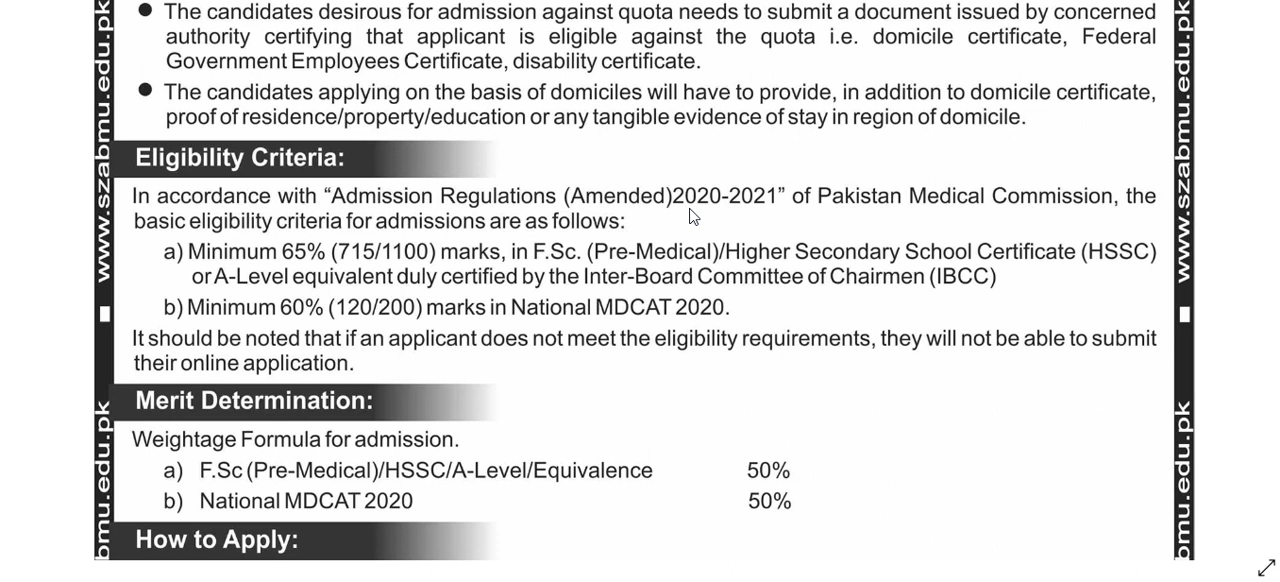 ● The candidates desirous for admission against quota needs to submit a document issued by concerned
authority certifying that applicant is eligible against the quota i.e. domicile certificate, Federal
Government Employees Certificate, disability certificate.
● The candidates applying on the basis of domiciles will have to provide, in addition to domicile certificate,
proof of residence/property/education or any tangible evidence of stay in region of domicile.
Eligibility Criteria:
In accordance with “Admission Regulations (Amended)2020-2021” of Pakistan Medical Commission, the
basic eligibility criteria for admissions are as follows:
a) Minimum 65% (715/1100) marks, in F.Sc. (Pre-Medical)/Higher Secondary School Certificate (HSSC)
or A-Level equivalent duly certified by the Inter-Board Committee of Chairmen (IBCC)
b) Minimum 60% (120/200) marks in National MDCAT 2020.
It should be noted that if an applicant does not meet the eligibility requirements, they will not be able to submit
their online application.
Merit Determination:
Weightage Formula for admission.
a) F.Sc (Pre-Medical)/HSSC/A-Level/Equivalence 50%
b) National MDCAT 2020 50%
How to Apply:
www.szabmu.edu.pk
bmu.edu.pk
www.szabmu.edu.pk
bmu.edu.pk